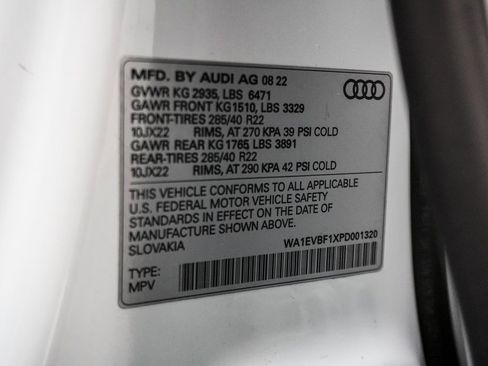 MFD. BY AUDI AG 08 22
GVWR KG 2935, LBS 6471
GAWR FRONT KG1510, LBS 3329
FRONT-TIRES 285/40 R22
10JX22 RIMS, AT 270 KPA 39 PSI COLD
GAWR REAR KG 1765 LBS 3891
REAR-TIRES 285/40 R22
10JX22 RIMS, AT 290 KPA 42 PSI COLD
THIS VEHICLE CONFORMS TO ALL APPLICABLE
U.S. FEDERAL MOTOR VEHICLE SAFETY
STANDARDS IN EFFECT ON THE DATE OF
MANUFACTURE SHOWN ABOVE.
SLOVAKIA WA1EVBF1XPD001320
TYPE:
MPV